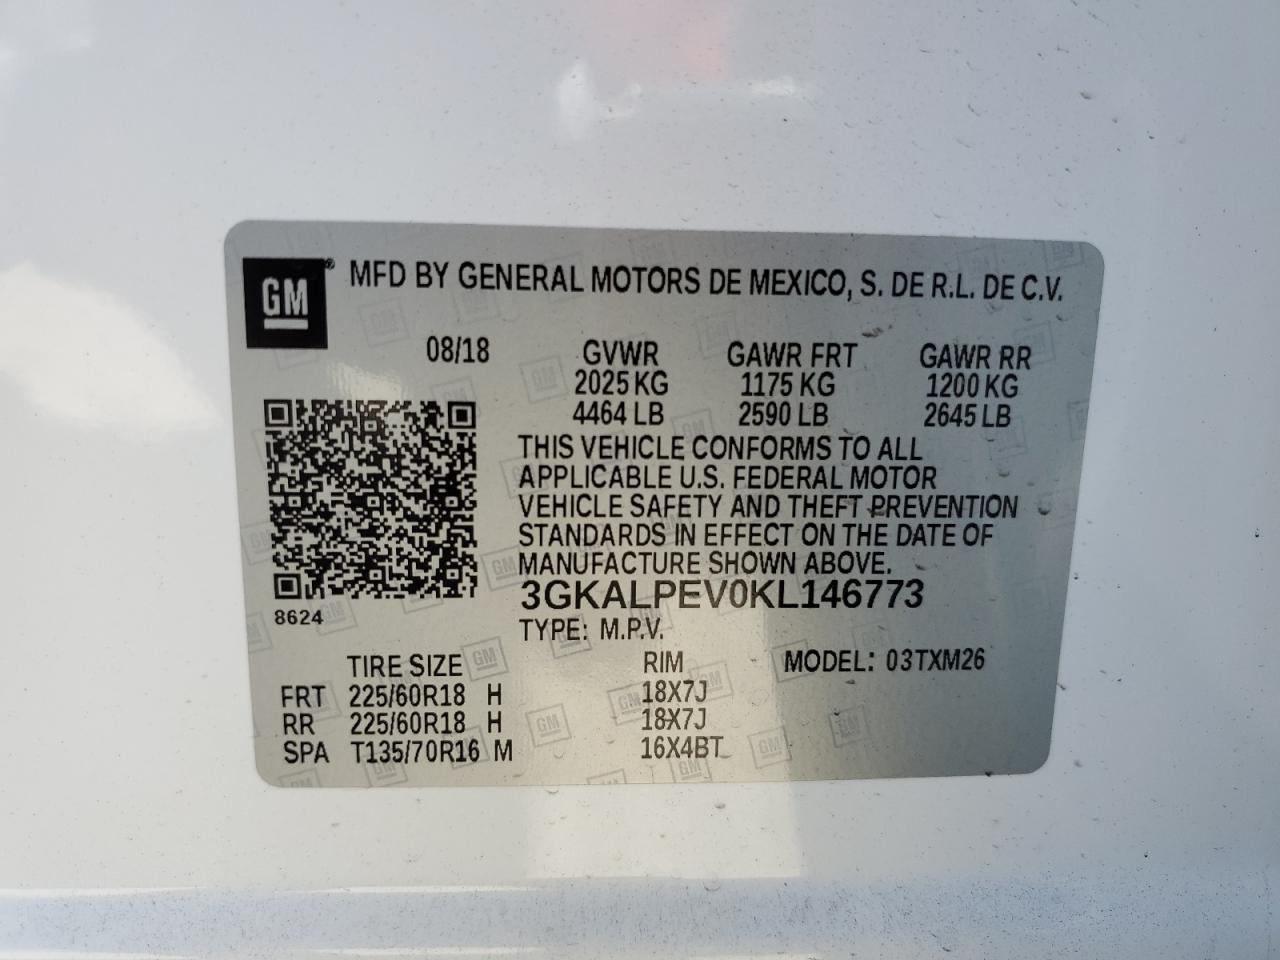 GM® MFD BY GENERAL MOTORS DE MEXICO, S. DE R.L. DE C.V.
08/18 GVWR GAWR FRT GAWR RR
2025 KG 1175 KG 1200 KG
4464 LB 2590 LB 2645 LB
THIS VEHICLE CONFORMS TO ALL
APPLICABLE U.S. FEDERAL MOTOR
VEHICLE SAFETY AND THEFT PREVENTION
STANDARDS IN EFFECT ON THE DATE OF
MANUFACTURE SHOWN ABOVE.
3GKALPEV0KL146773
8624
TYPE: M.P.V.
TIRE SIZE RIM MODEL: 03TXM26
FRT 225/60R18 H 18X7J
RR 225/60R18 H 18X7J
SPA T135/70R16 M 16X4BT